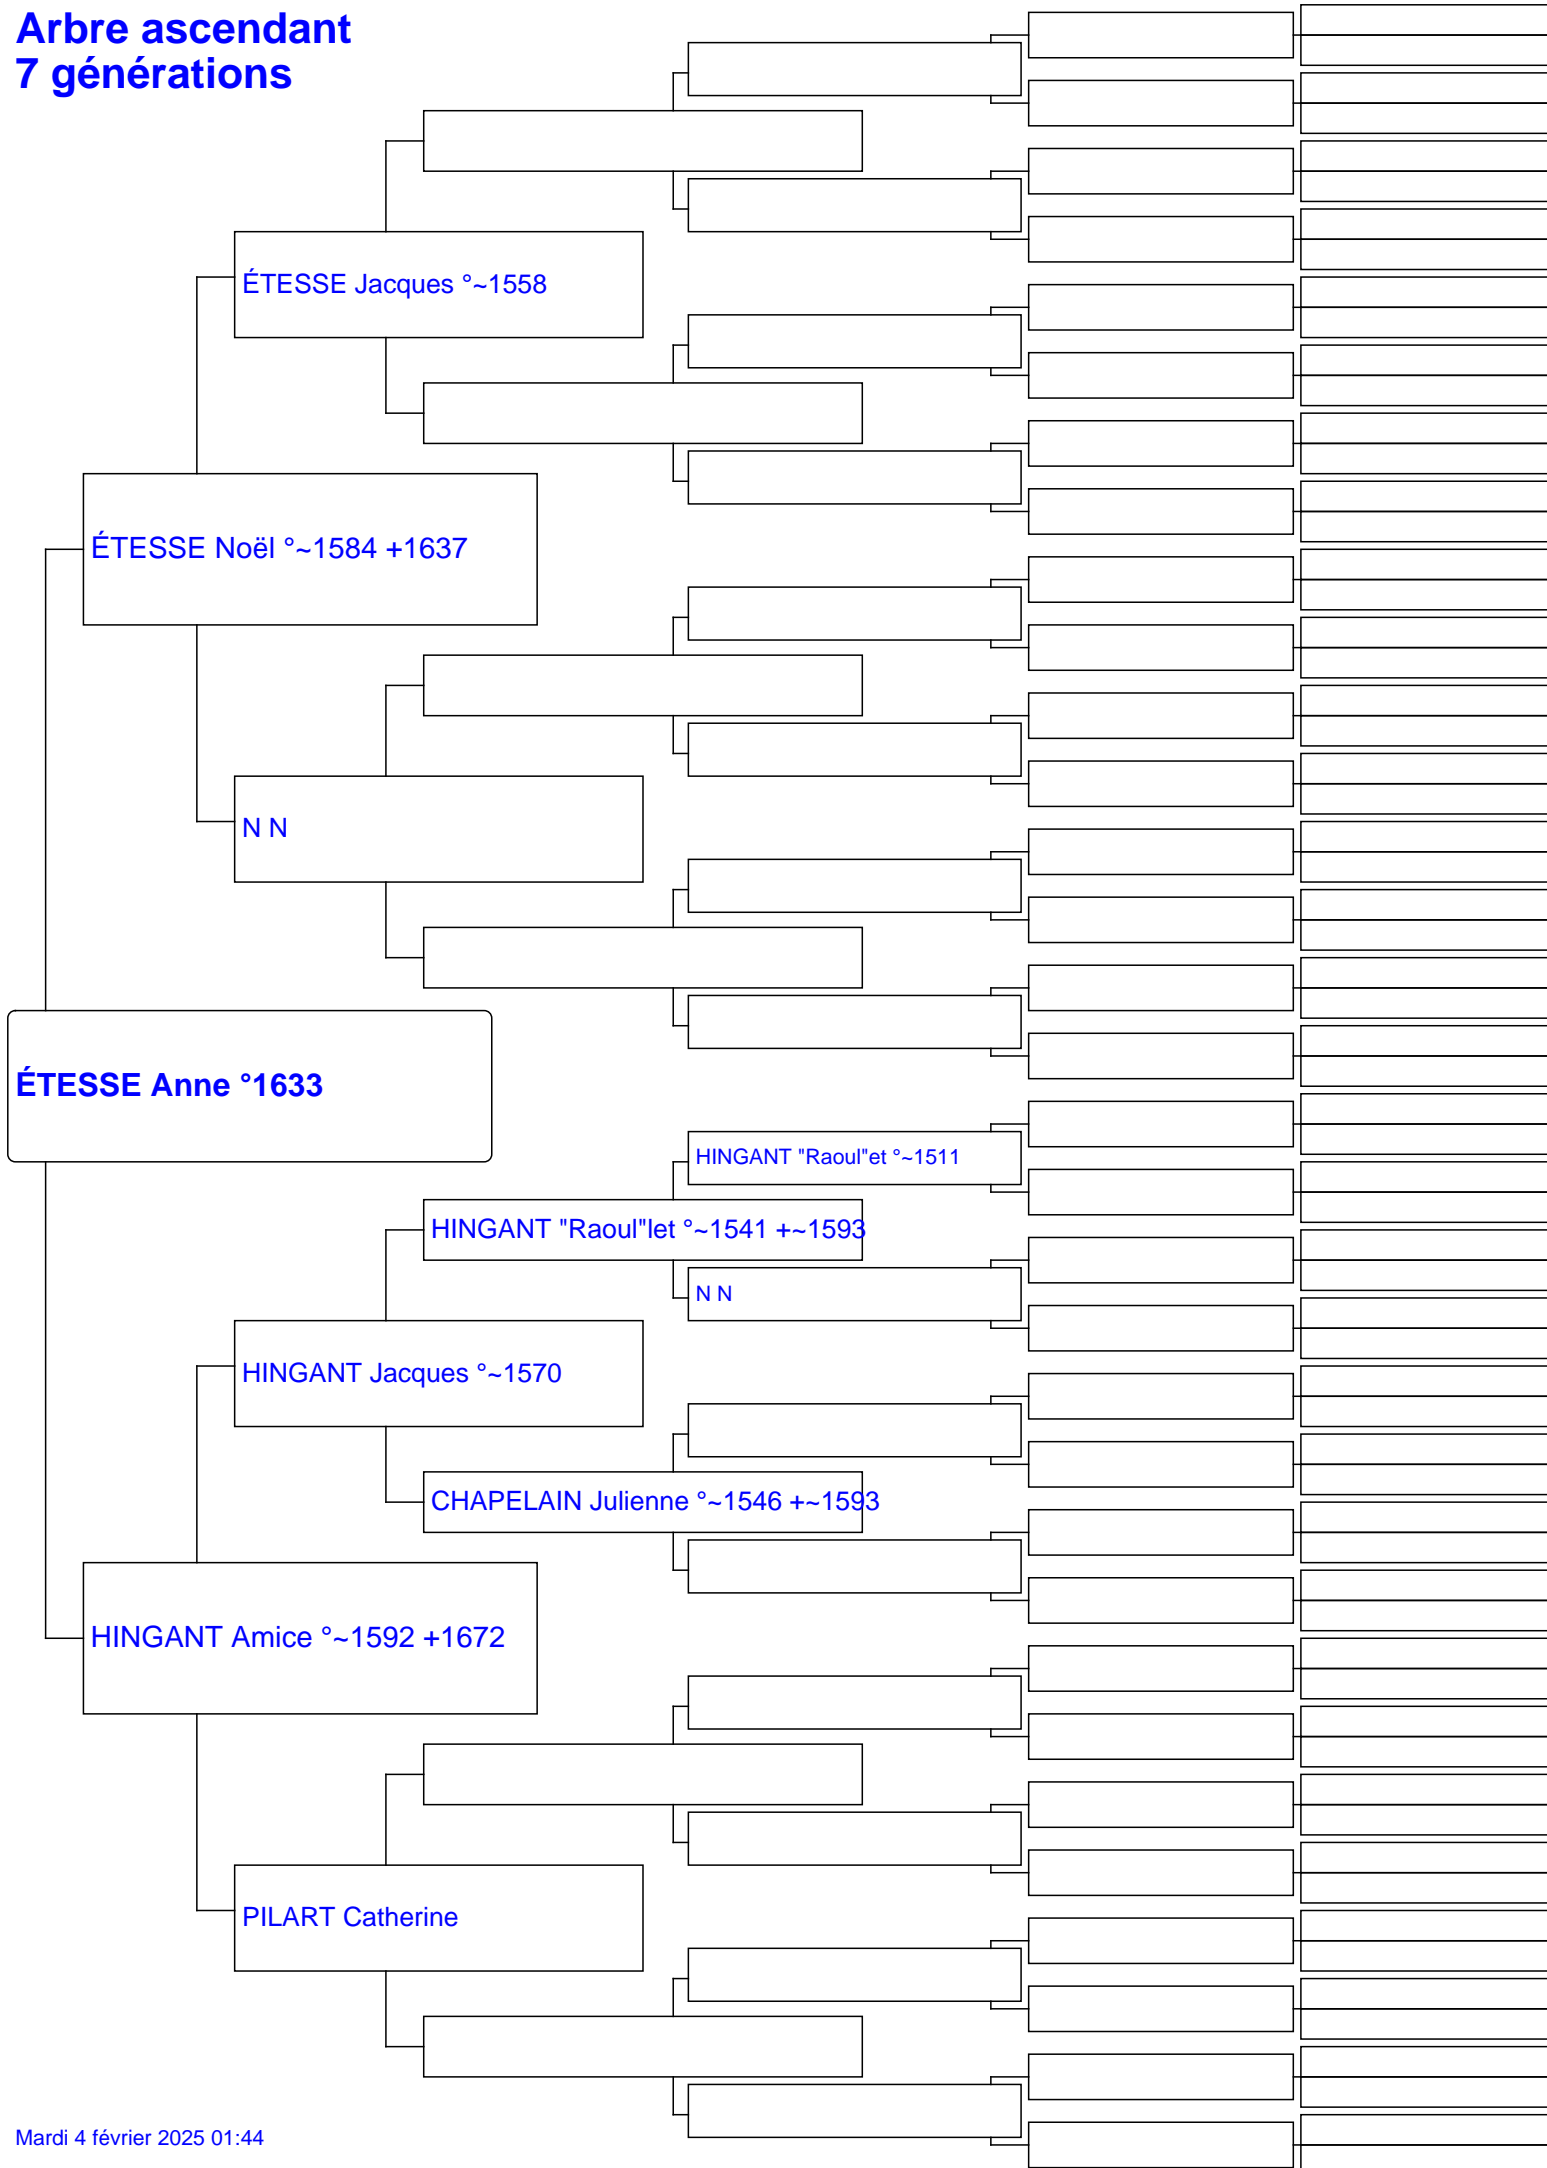 Arbre ascendant
7 générations
ÉTESSE Jacques °~1558
ÉTESSE Noël °~1584 +1637
N N
ÉTESSE Anne °1633
HINGANT "Raoul"et °~1511
HINGANT "Raoul"let °~1541 +~1593
N N
HINGANT Jacques °~1570
CHAPELAIN Julienne °~1546 +~1593
HINGANT Amice °~1592 +1672
PILART Catherine
Mardi 4 février 2025 01:44